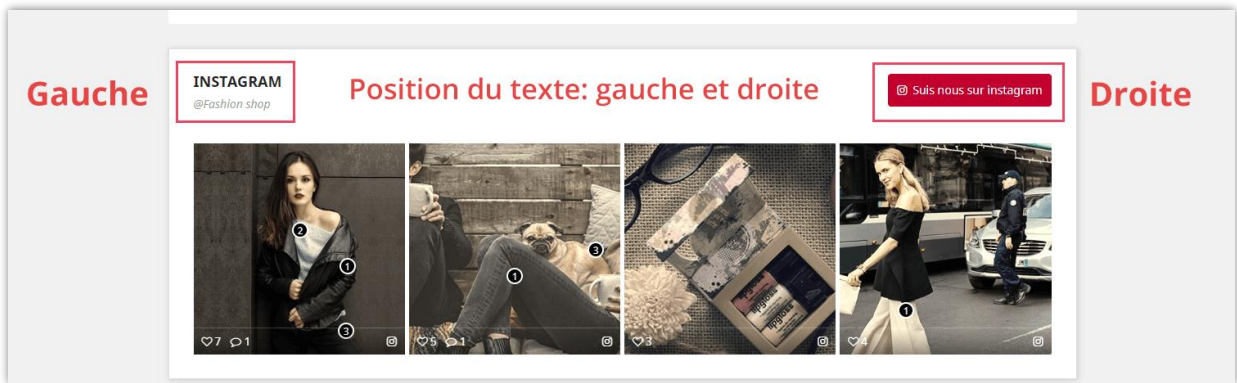 Gauche
INSTAGRAM
@Fashion shop
Position du texte: gauche et droite
Suis nous sur instagram
Droite
2
1
3
7 1
1
3
5 1
3
1
4